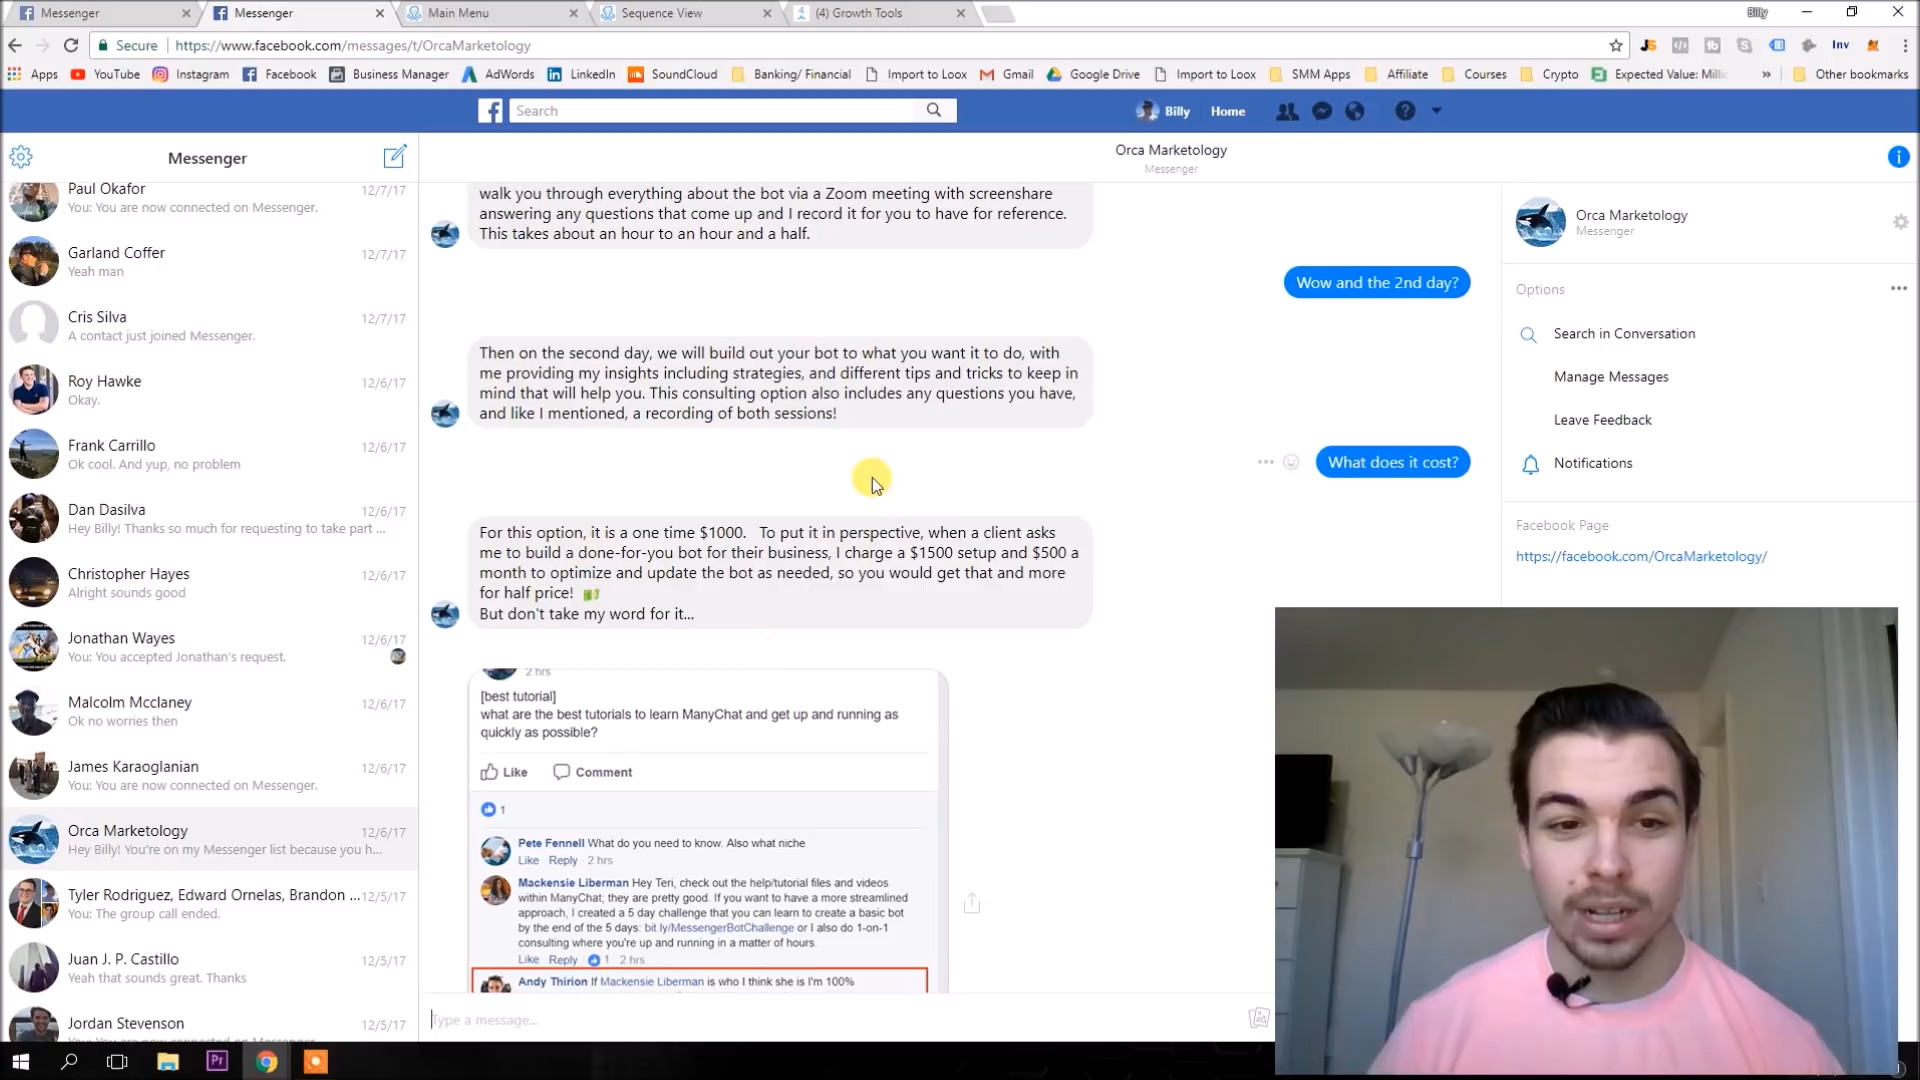 Messenger
Messenger
Main Menu
Sequence View
(4) Growth Tools
Billy
Secure
https://www.facebook.com/messages/t/OrcaMarketology
Inv
Apps
YouTube
Instagram
Facebook
Business Manager
AdWords
LinkedIn
SoundCloud
Banking/ Financial
Import to Loox
Gmail
Google Drive
Import to Loox
SMM Apps
Affiliate
Courses
Crypto
Expected Value: Milli
Other bookmarks
Search
Billy
Home
Messenger
Paul Okafor
12/7/17
You: You are now connected on Messenger.
Garland Coffer
12/7/17
Yeah man
Cris Silva
12/7/17
A contact just joined Messenger.
Roy Hawke
12/6/17
Okay.
Frank Carrillo
12/6/17
Ok cool. And yup, no problem
Dan Dasilva
12/6/17
Hey Billy! Thanks so much for requesting to take part ...
Christopher Hayes
12/6/17
Alright sounds good
Jonathan Wayes
12/6/17
You: You accepted Jonathan's request.
Malcolm Mcclaney
12/6/17
Ok no worries then
James Karaoglanian
12/6/17
You: You are now connected on Messenger.
Orca Marketology
12/6/17
Hey Billy! You're on my Messenger list because you h...
Tyler Rodriguez, Edward Ornelas, Brandon ...
12/5/17
You: The group call ended.
Juan J. P. Castillo
12/5/17
Yeah that sounds great. Thanks
Jordan Stevenson
12/5/17
Orca Marketology
Messenger
walk you through everything about the bot via a Zoom meeting with screenshare
answering any questions that come up and I record it for you to have for reference.
This takes about an hour to an hour and a half.
Wow and the 2nd day?
Then on the second day, we will build out your bot to what you want it to do, with
me providing my insights including strategies, and different tips and tricks to keep in
mind that will help you. This consulting option also includes any questions you have,
and like I mentioned, a recording of both sessions!
What does it cost?
For this option, it is a one time $1000. To put it in perspective, when a client asks
me to build a done-for-you bot for their business, I charge a $1500 setup and $500 a
month to optimize and update the bot as needed, so you would get that and more
for half price!
But don't take my word for it...
2 hrs
[best tutorial]
what are the best tutorials to learn ManyChat and get up and running as
quickly as possible?
Like
Comment
1
Pete Fennell What do you need to know. Also what niche
Like Reply · 2 hrs
Mackensie Liberman Hey Teri, check out the help/tutorial files and videos
within ManyChat; they are pretty good. If you want to have a more streamlined
approach, I created a 5 day challenge that you can learn to create a basic bot
by the end of the 5 days: bit.ly/MessengerBotChallenge or I also do 1-on-1
consulting where you're up and running in a matter of hours.
Like Reply 1 2 hrs
Andy Thirion If Mackensie Liberman is who I think she is I'm 100%
Type a message...
Orca Marketology
Messenger
Options
Search in Conversation
Manage Messages
Leave Feedback
Notifications
Facebook Page
https://facebook.com/OrcaMarketology/